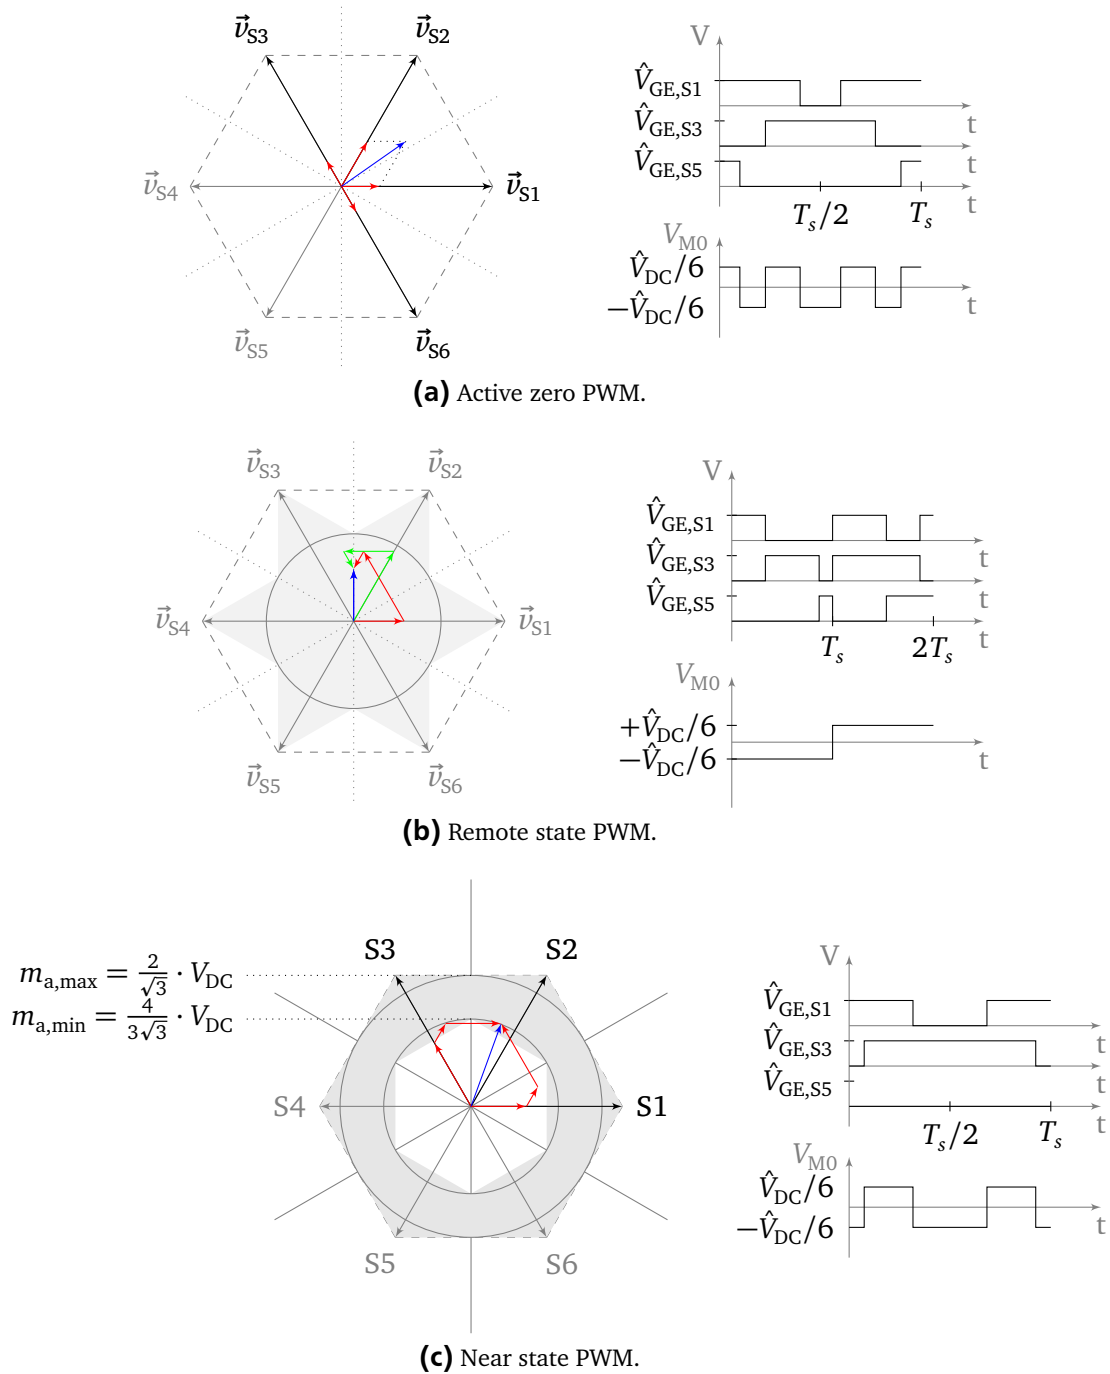 v⃗S3 v⃗S2
v⃗S4 v⃗S1
v⃗S5 v⃗S6
V
V̂GE,S1
t
V̂GE,S3
t
V̂GE,S5
Ts/2 Ts t
VM0
V̂DC/6
−V̂DC/6 t
(a) Active zero PWM.
v⃗S3 v⃗S2
v⃗S4 v⃗S1
v⃗S5 v⃗S6
V
V̂GE,S1
t
V̂GE,S3
t
V̂GE,S5
Ts 2Ts t
VM0
+V̂DC/6
−V̂DC/6 t
(b) Remote state PWM.
ma,max = 2/√3 · VDC
ma,min = 4/3√3 · VDC
S3 S2
S4 S1
S5 S6
V
V̂GE,S1
t
V̂GE,S3
t
V̂GE,S5
Ts/2 Ts t
VM0
V̂DC/6
−V̂DC/6 t
(c) Near state PWM.